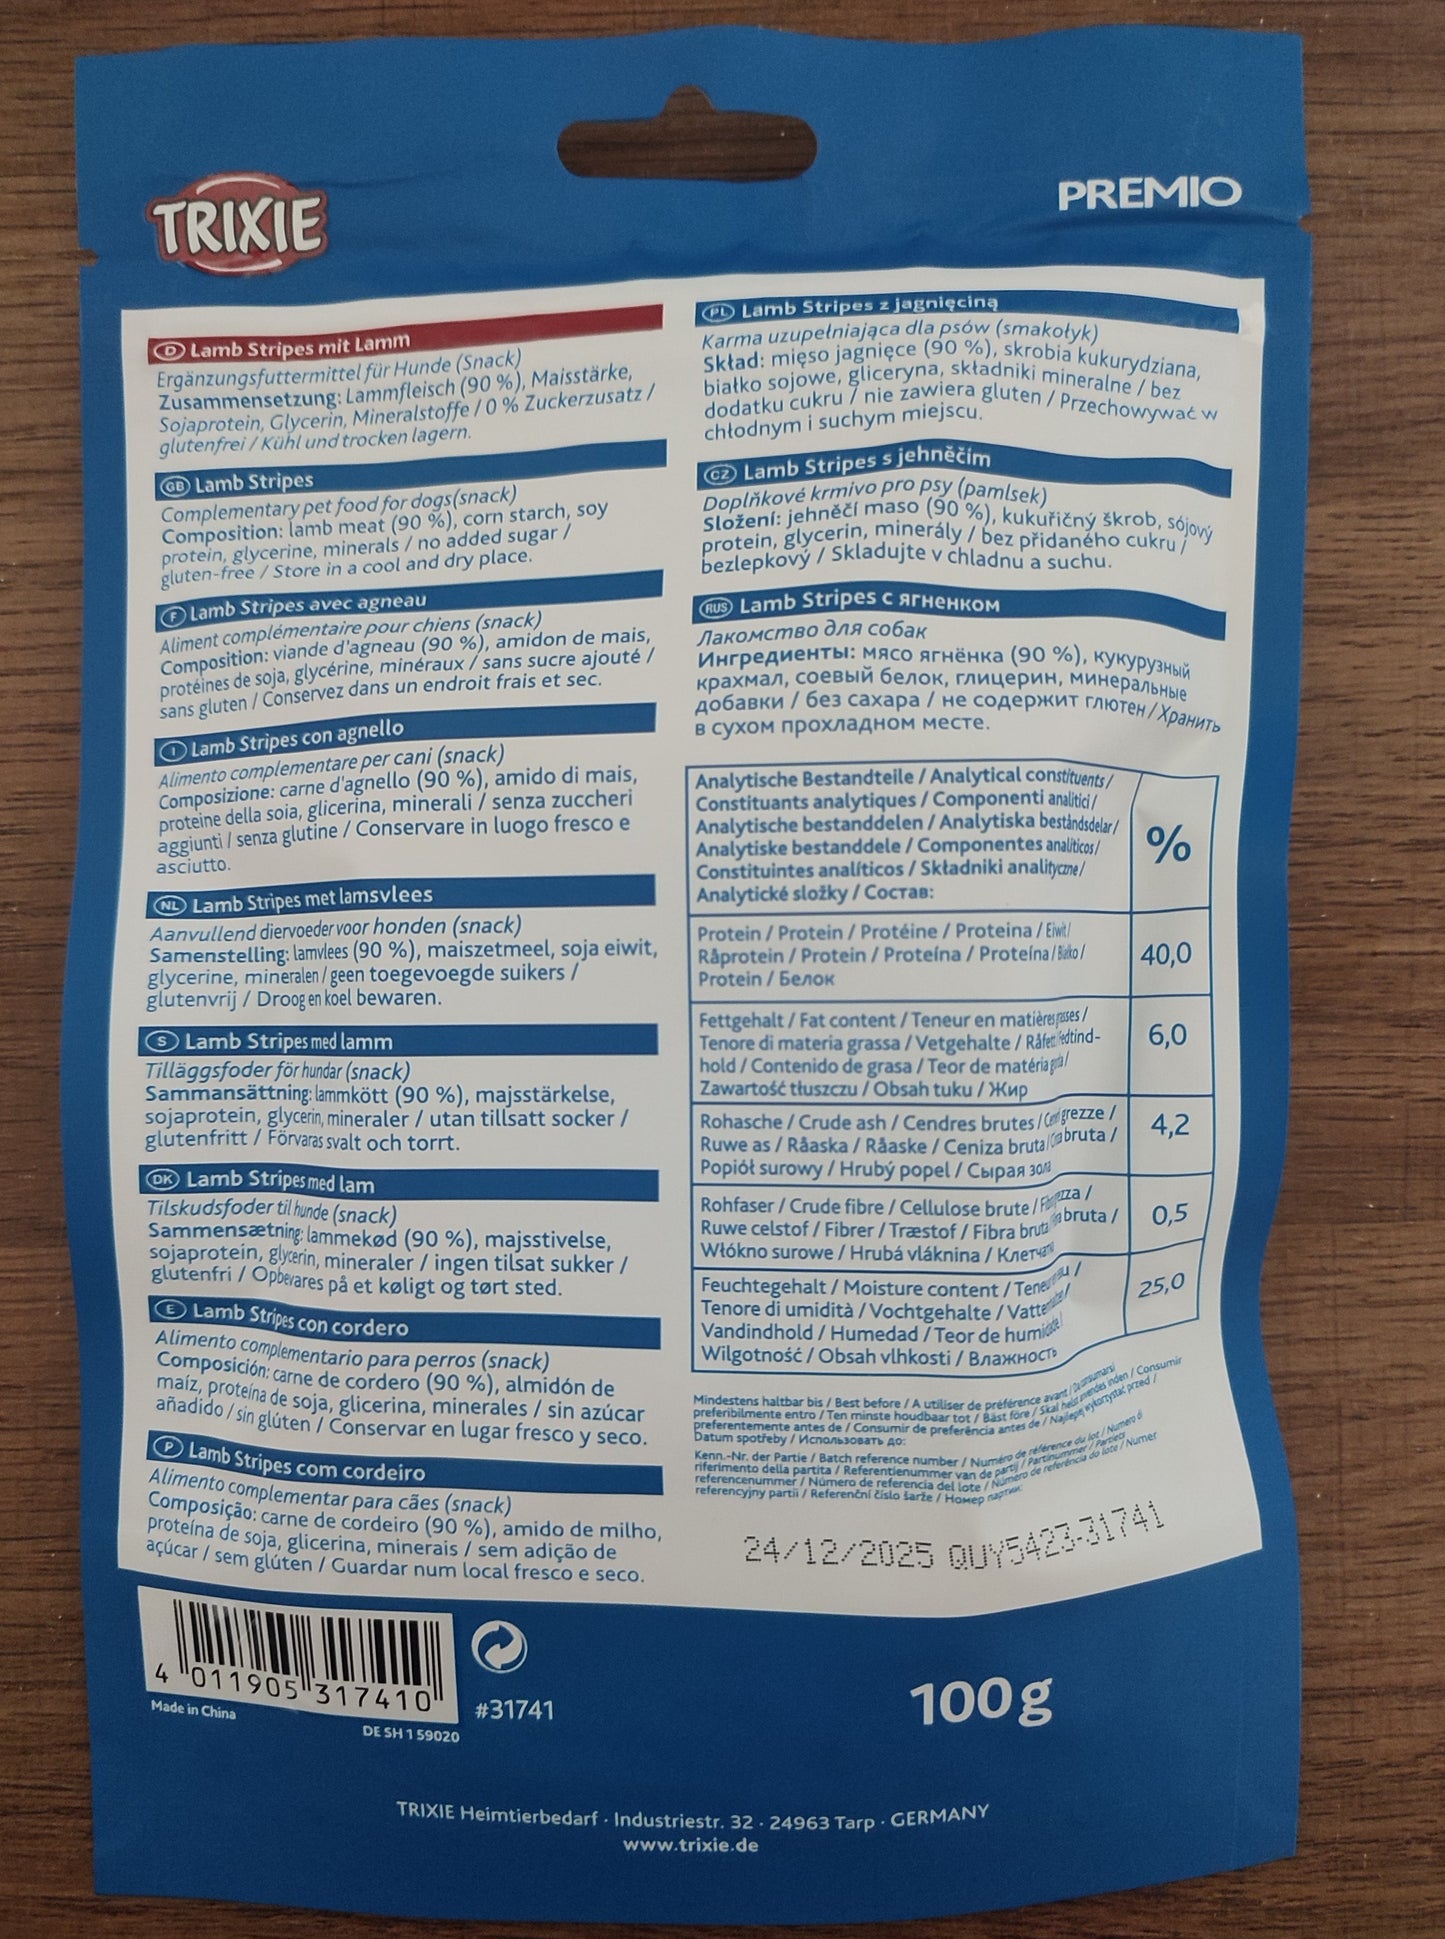 TRIXIE
PREMIO
D Lamb Stripes mit Lamm
Ergänzungsfuttermittel für Hunde (Snack)
Zusammensetzung: Lammfleisch (90 %), Maisstärke,
Sojaprotein, Glycerin, Mineralstoffe / 0 % Zuckerzusatz /
glutenfrei / Kühl und trocken lagern.
GB Lamb Stripes
Complementary pet food for dogs(snack)
Composition: lamb meat (90 %), corn starch, soy
protein, glycerine, minerals / no added sugar /
gluten-free / Store in a cool and dry place.
F Lamb Stripes avec agneau
Aliment complémentaire pour chiens (snack)
Composition: viande d'agneau (90 %), amidon de mais,
protéines de soja, glycérine, minéraux / sans sucre ajouté /
sans gluten / Conservez dans un endroit frais et sec.
I Lamb Stripes con agnello
Alimento complementare per cani (snack)
Composizione: carne d'agnello (90 %), amido di mais,
proteine della soia, glicerina, minerali / senza zuccheri
aggiunti / senza glutine / Conservare in luogo fresco e
asciutto.
NL Lamb Stripes met lamsvlees
Aanvullend diervoeder voor honden (snack)
Samenstelling: lamvlees (90 %), maiszetmeel, soja eiwit,
glycerine, mineralen / geen toegevoegde suikers /
glutenvrij / Droog en koel bewaren.
S Lamb Stripes med lamm
Tilläggsfoder för hundar (snack)
Sammansättning: lammkött (90 %), majsstärkelse,
sojaprotein, glycerin, mineraler / utan tillsatt socker /
glutenfritt / Förvaras svalt och torrt.
DK Lamb Stripes med lam
Tilskudsfoder til hunde (snack)
Sammensætning: lammekød (90 %), majsstivelse,
sojaprotein, glycerin, mineraler / ingen tilsat sukker /
glutenfri / Opbevares på et køligt og tørt sted.
E Lamb Stripes con cordero
Alimento complementario para perros (snack)
Composición: carne de cordero (90 %), almidón de
maíz, proteína de soja, glicerina, minerales / sin azúcar
añadido / sin glúten / Conservar en lugar fresco y seco.
P Lamb Stripes com cordeiro
Alimento complementar para cães (snack)
Composição: carne de cordeiro (90 %), amido de milho,
proteína de soja, glicerina, minerais / sem adição de
açúcar / sem glúten / Guardar num local fresco e seco.
PL Lamb Stripes z jagnięciną
Karma uzupełniająca dla psów (smakołyk)
Skład: mięso jagnięce (90 %), skrobia kukurydziana,
białko sojowe, gliceryna, składniki mineralne / bez
dodatku cukru / nie zawiera gluten / Przechowywać w
chłodnym i suchym miejscu.
CZ Lamb Stripes s jehněčím
Doplňkové krmivo pro psy (pamlsek)
Složení: jehněčí maso (90 %), kukuřičný škrob, sójový
protein, glycerin, minerály / bez přidaného cukru /
bezlepkový / Skladujte v chladnu a suchu.
RUS Lamb Stripes с ягненком
Лакомство для собак
Ингредиенты: мясо ягнёнка (90 %), кукурузный
крахмал, соевый белок, глицерин, минеральные
добавки / без сахара / не содержит глютен / Хранить
в сухом прохладном месте.
Analytische Bestandteile / Analytical constituents /
Constituants analytiques / Componenti analitici /
Analytische bestanddelen / Analytiska beståndsdelar /
Analytiske bestanddele / Componentes analíticos /
Constituintes analíticos / Składniki analityczne /
Analytické složky / Состав:
%
Protein / Protein / Protéine / Proteina / Eiwit/
Råprotein / Protein / Proteína / Proteína / Białko /
Protein / Белок
40,0
Fettgehalt / Fat content / Teneur en matières grasses /
Tenore di materia grassa / Vetgehalte / Råfett / Fedtind-
hold / Contenido de grasa / Teor de matéria /
Zawartość tłuszczu / Obsah tuku / Жир
6,0
Rohasche / Crude ash / Cendres brutes / grezze /
Ruwe as / Råaska / Råaske / Ceniza bruta / bruta /
Popiół surowy / Hrubý popel / Сырая зола
4,2
Rohfaser / Crude fibre / Cellulose brute / /
Ruwe celstof / Fibrer / Træstof / Fibra bruta / bruta /
Włókno surowe / Hrubá vláknina / Клетчатка
0,5
Feuchtegehalt / Moisture content / /
Tenore di umidità / Vochtgehalte / /
Vandindhold / Humedad / Teor de humidade /
Wilgotność / Obsah vlhkosti / Влажность
25,0
Mindestens haltbar bis / Best before / A utiliser de préférence avant /
preferibilmente entro / Ten minste houdbaar tot / Bäst före / Skal helst anvendes inden / Consumir
preferentemente antes de / Consumir de preferência antes de / Najlepiej wykorzystać przed /
Datum spotřeby / Использовать до:
Kenn.-Nr. der Partie / Batch reference number / Numéro de référence du lot / Numero di
riferimento della partita / Referentienummer van de partij / Partinummer / Partiets
referencenummer / Número de referencia del lote / Número de referência do lote / Numer
referencyjny partii / Referenční číslo šarže / Номер партии:
24/12/2025 QUY5423-31741
4 011905 317410
Made in China
DE SH 1 59020
#31741
100g
TRIXIE Heimtierbedarf · Industriestr. 32 · 24963 Tarp · GERMANY
www.trixie.de